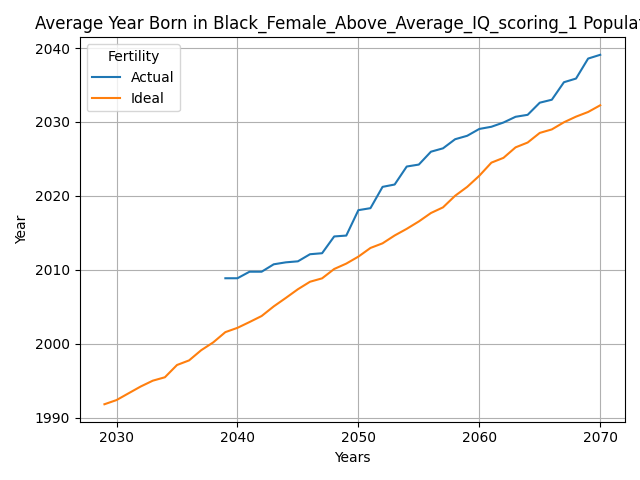 Average Year Born in Black_Female_Above_Average_IQ_scoring_1 Populat
Fertility
Actual
Ideal
2040
2030
2020
2010
2000
1990
Year
2030 2040 2050 2060 2070
Years